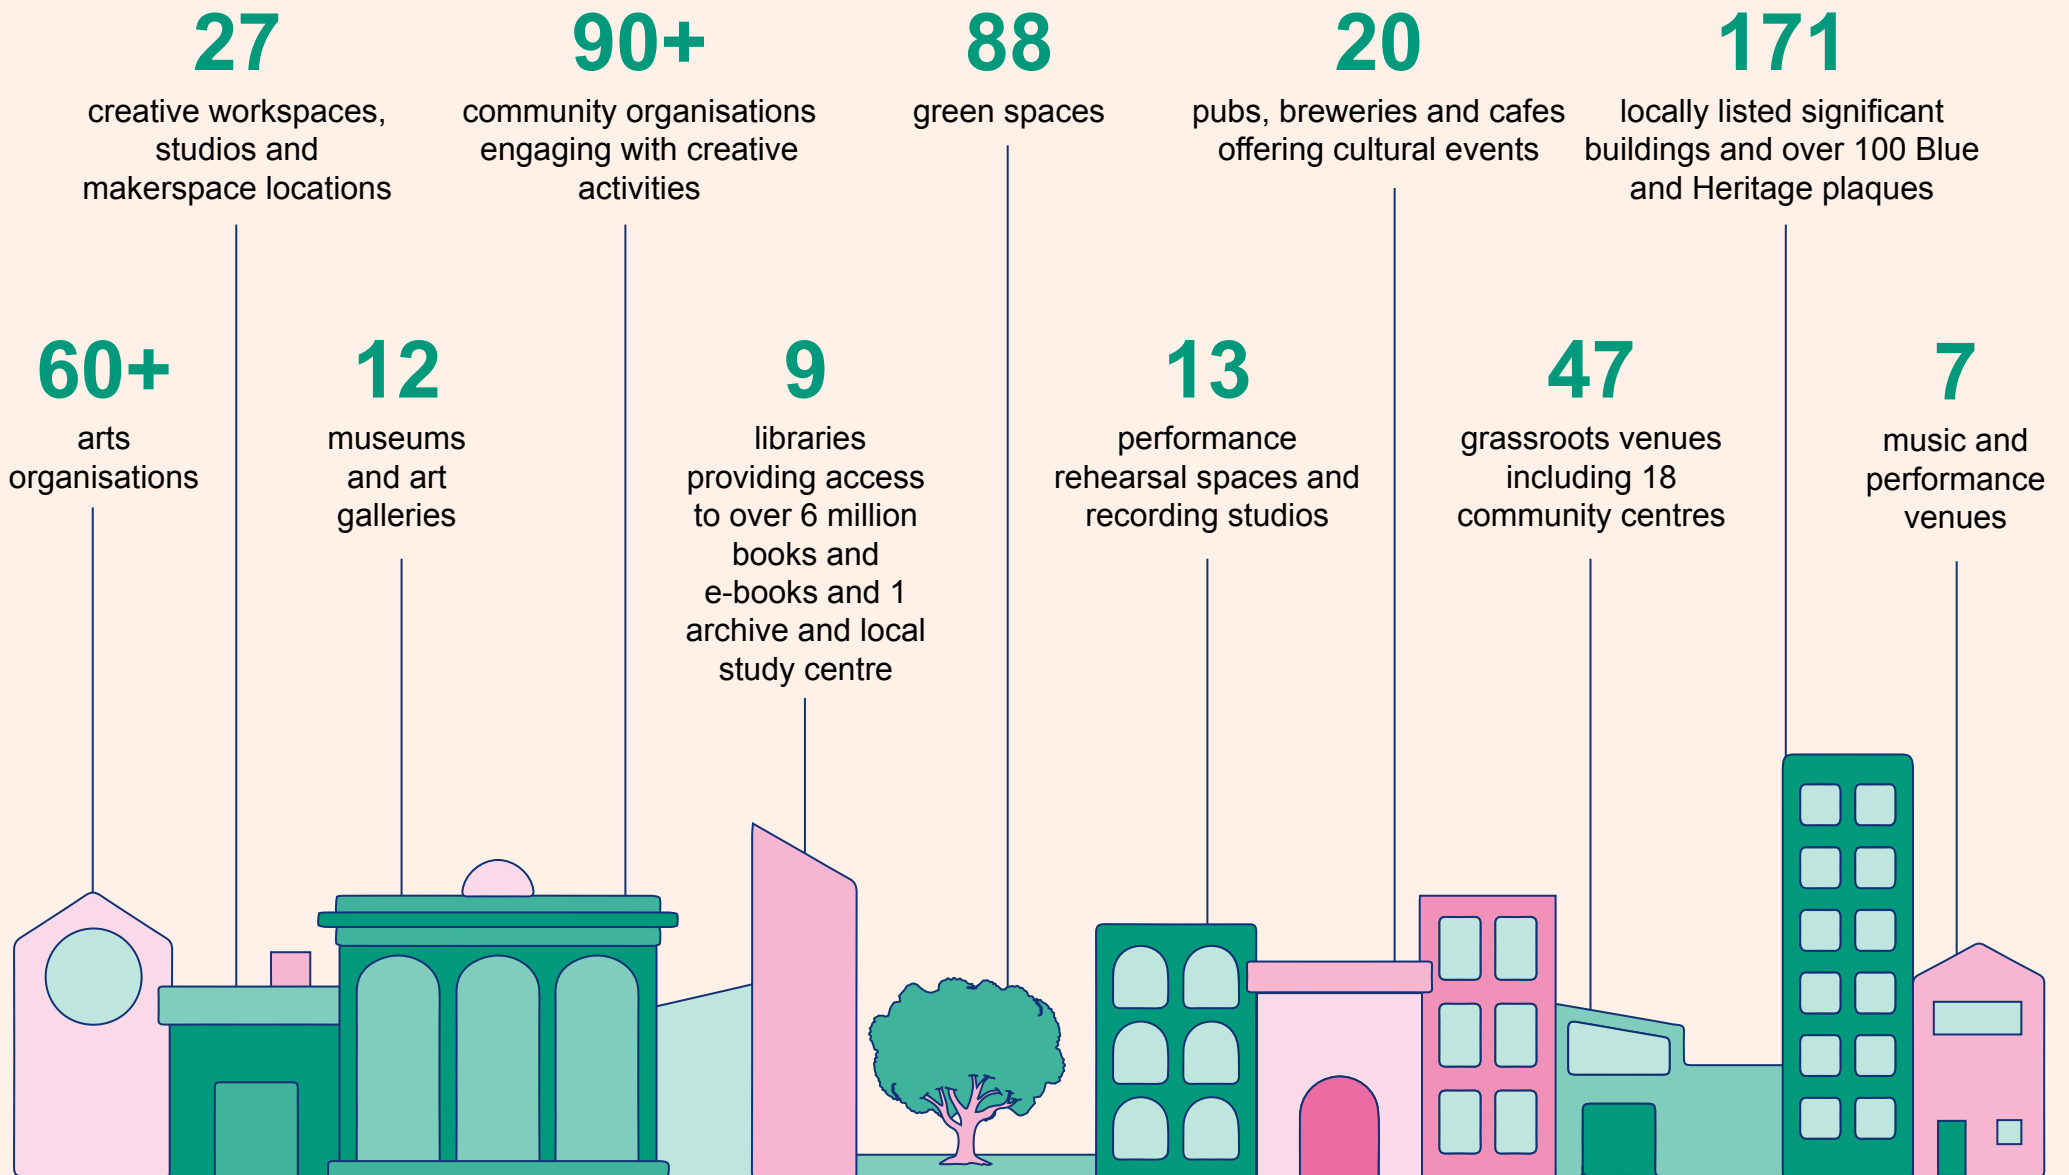 27
creative workspaces,
studios and
makerspace locations
90+
community organisations
engaging with creative
activities
88
green spaces
20
pubs, breweries and cafes
offering cultural events
171
locally listed significant
buildings and over 100 Blue
and Heritage plaques
60+
arts
organisations
12
museums
and art
galleries
9
libraries
providing access
to over 6 million
books and
e-books and 1
archive and local
study centre
13
performance
rehearsal spaces and
recording studios
47
grassroots venues
including 18
community centres
7
music and
performance
venues